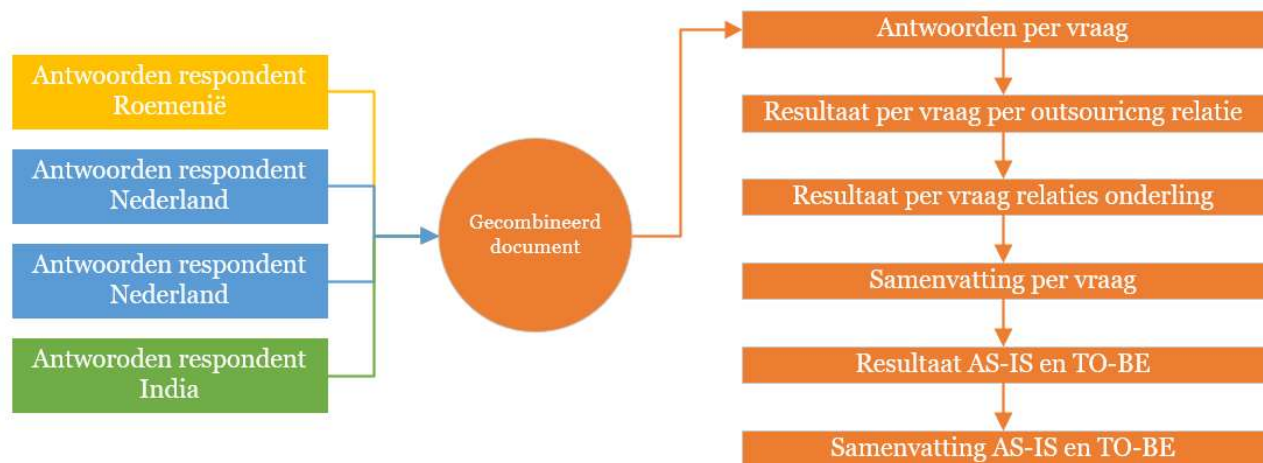 Antwoorden respondent
Roemenië
Antwoorden respondent
Nederland
Antwoorden respondent
Nederland
Antworoden respondent
India
Gecombineerd
document
Antwoorden per vraag
Resultaat per vraag per outsouricng relatie
Resultaat per vraag relaties onderling
Samenvatting per vraag
Resultaat AS-IS en TO-BE
Samenvatting AS-IS en TO-BE